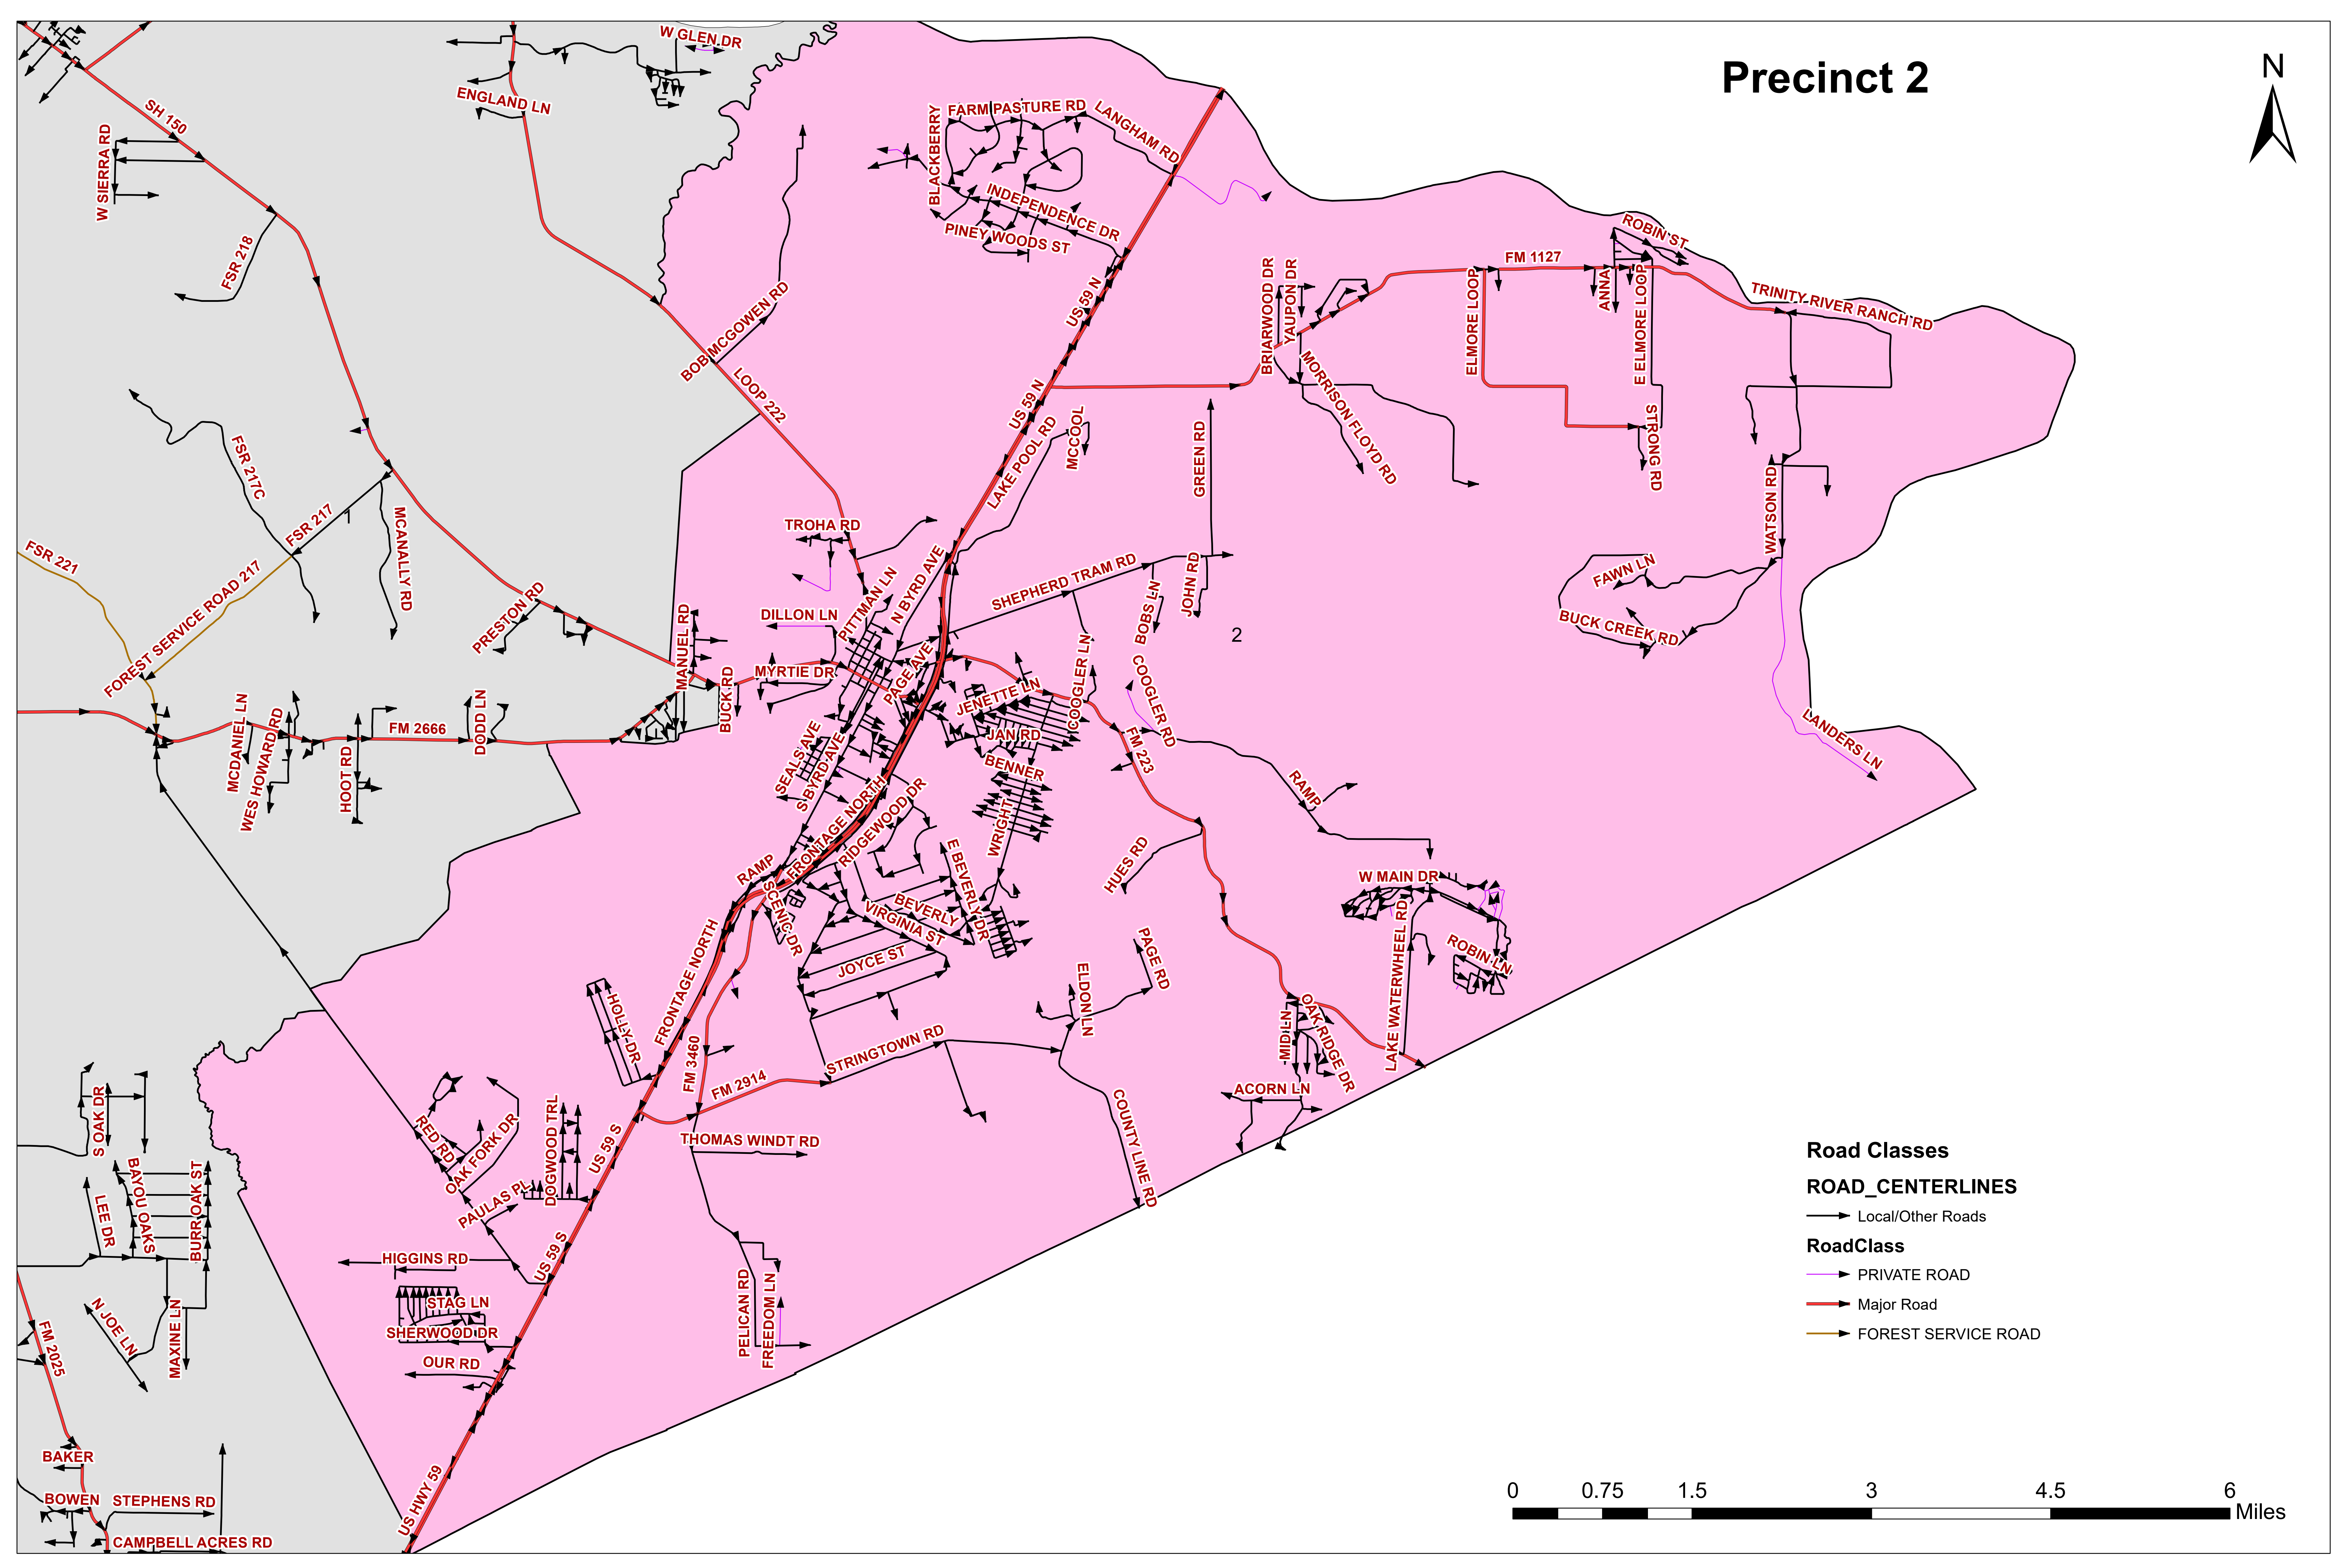 Precinct 2
N
W GLEN DR
ENGLAND LN
SH 150
W SIERRA RD
FSR 218
BLACKBERRY
FARM PASTURE RD
LANGHAM RD
INDEPENDENCE DR
PINEY WOODS ST
ROBIN ST
FM 1127
ANNA
E ELMORE LOOP
ELMORE LOOP
TRINITY RIVER RANCH RD
BRIARWOOD DR
YAUPON DR
US 59 N
BOB MCGOWEN RD
LOOP 222
US 59 N
LAKE POOL RD
MCCOOL
GREEN RD
MORRISON FLOYD RD
STRONG RD
WATSON RD
FSR 217C
FSR 217
MCANALLY RD
FSR 221
FOREST SERVICE ROAD 217
PRESTON RD
TROHA RD
PITTMAN LN
N BYRD AVE
DILLON LN
SHEPHERD TRAM RD
BOBS LN
JOHN RD
2
FAWN LN
BUCK CREEK RD
LANDERS LN
MANUEL RD
BUCK RD
MYRTIE DR
PAGE AVE
JENETTE LN
JAN RD
BENNER
COOGLER LN
COOGLER RD
FM 223
RAMP
MCDANIEL LN
WES HOWARD RD
HOOT RD
FM 2666
DODD LN
SEALS AVE
S BYRD AVE
FRONTAGE NORTH
RIDGEWOOD DR
WRIGHT
E BEVERLY DR
BEVERLY
VIRGINIA ST
JOYCE ST
RAMP
SCENIC DR
HUES RD
W MAIN DR
LAKE WATERWHEEL RD
ROBIN LN
FRONTAGE NORTH
HOLLY DR
FM 3460
FM 2914
STRINGTOWN RD
ELDON LN
PAGE RD
MIDI LN
OAK RIDGE DR
ACORN LN
COUNTY LINE RD
THOMAS WINDT RD
RED RD
OAK FORK DR
DOGWOOD TRL
US 59 S
PAULAS PL
US 59 S
HIGGINS RD
STAG LN
SHERWOOD DR
OUR RD
PELICAN RD
FREEDOM LN
US HWY 59
S OAK DR
BAYOU OAKS
BURR OAK ST
LEE DR
N JOE LN
MAXINE LN
FM 2025
BAKER
BOWEN
STEPHENS RD
CAMPBELL ACRES RD
Road Classes
ROAD_CENTERLINES
Local/Other Roads
RoadClass
PRIVATE ROAD
Major Road
FOREST SERVICE ROAD
0 0.75 1.5 3 4.5 6
Miles